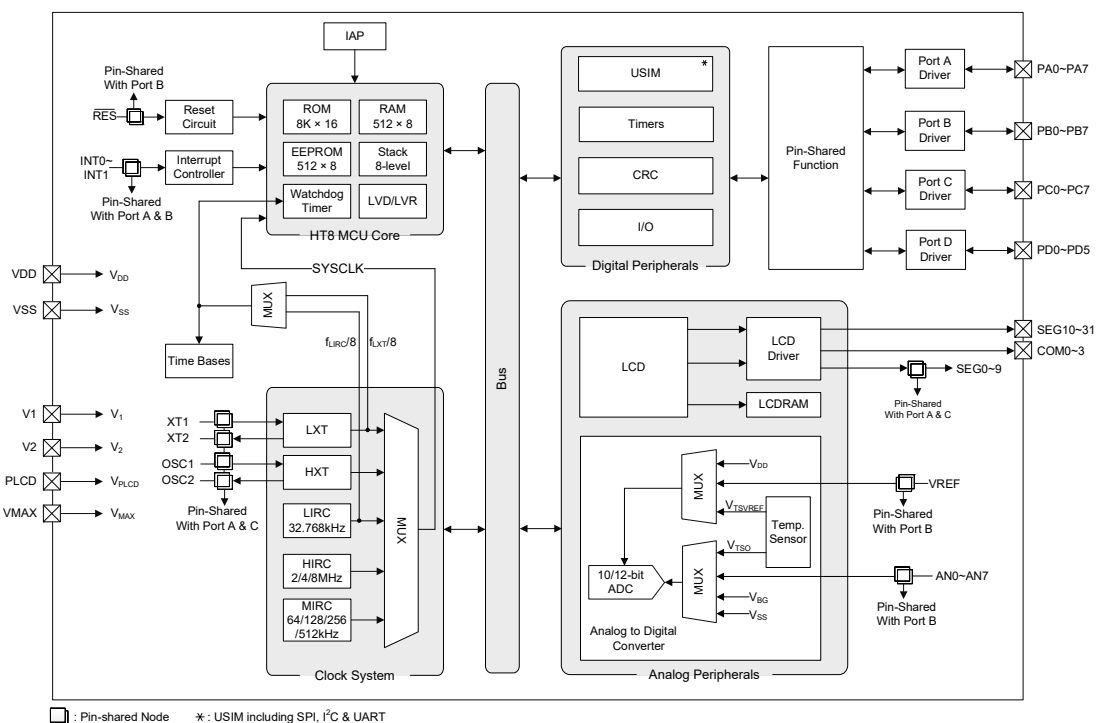 IAP
Pin-Shared
With Port B
RES
Reset
Circuit
INT0~
INT1
Interrupt
Controller
Pin-Shared
With Port A & B
ROM
8K × 16
RAM
512 × 8
EEPROM
512 × 8
Stack
8-level
Watchdog
Timer
LVD/LVR
HT8 MCU Core
SYSCLK
MUX
Time Bases
fLIRC/8
fLXT/8
VDD
VDD
VSS
VSS
V1
V1
V2
V2
PLCD
VPLCD
VMAX
VMAX
XT1
XT2
OSC1
OSC2
Pin-Shared
With Port A & C
LXT
HXT
LIRC
32.768kHz
HIRC
2/4/8MHz
MIRC
64/128/256
/512kHz
MUX
Clock System
Bus
USIM
*
Timers
CRC
I/O
Digital Peripherals
Pin-Shared
Function
Port A
Driver
PA0~PA7
Port B
Driver
PB0~PB7
Port C
Driver
PC0~PC7
Port D
Driver
PD0~PD5
LCD
LCD
Driver
LCDRAM
SEG10~31
COM0~3
SEG0~9
Pin-Shared
With Port A & C
MUX
VDD
VREF
Pin-Shared
With Port B
VTSVREF
Temp.
Sensor
VTSO
10/12-bit
ADC
MUX
AN0~AN7
Pin-Shared
With Port B
VBG
VSS
Analog to Digital
Converter
Analog Peripherals
: Pin-shared Node
* : USIM including SPI, I²C & UART